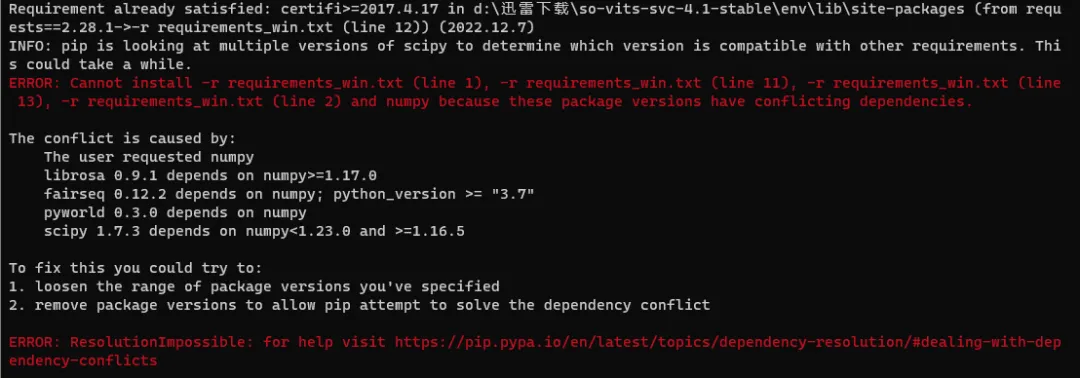 Requirement already satisfied: certifi>=2017.4.17 in d:\迅雷下载\so-vits-svc-4.1-stable\env\lib\site-packages (from requ
ests==2.28.1->-r requirements_win.txt (line 12)) (2022.12.7)
INFO: pip is looking at multiple versions of scipy to determine which version is compatible with other requirements. Thi
s could take a while.
ERROR: Cannot install -r requirements_win.txt (line 1), -r requirements_win.txt (line 11), -r requirements_win.txt (line
 13), -r requirements_win.txt (line 2) and numpy because these package versions have conflicting dependencies.

The conflict is caused by:
    The user requested numpy
    librosa 0.9.1 depends on numpy>=1.17.0
    fairseq 0.12.2 depends on numpy; python_version >= "3.7"
    pyworld 0.3.0 depends on numpy
    scipy 1.7.3 depends on numpy<1.23.0 and >=1.16.5

To fix this you could try to:
1. loosen the range of package versions you've specified
2. remove package versions to allow pip attempt to solve the dependency conflict

ERROR: ResolutionImpossible: for help visit https://pip.pypa.io/en/latest/topics/dependency-resolution/#dealing-with-dep
endency-conflicts